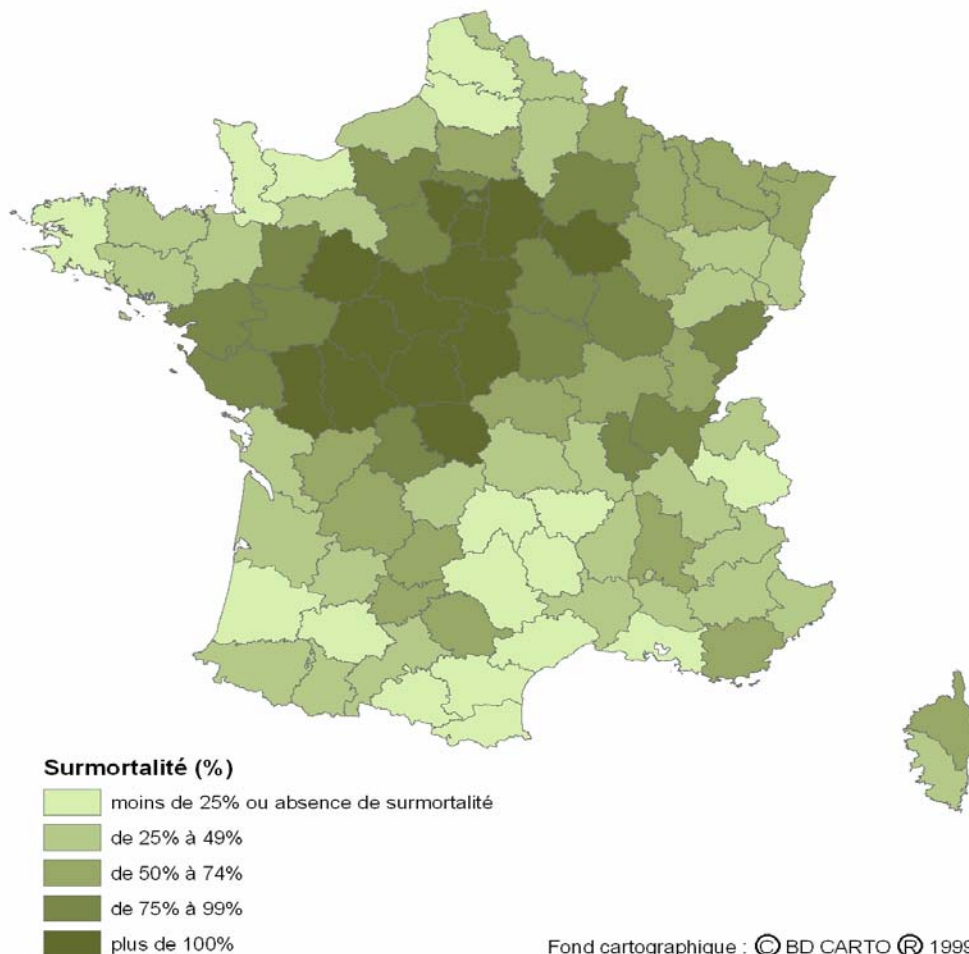 Surmortalité (%)
moins de 25% ou absence de surmortalité
de 25% à 49%
de 50% à 74%
de 75% à 99%
plus de 100%
Fond cartographique : © BD CARTO ® 1999